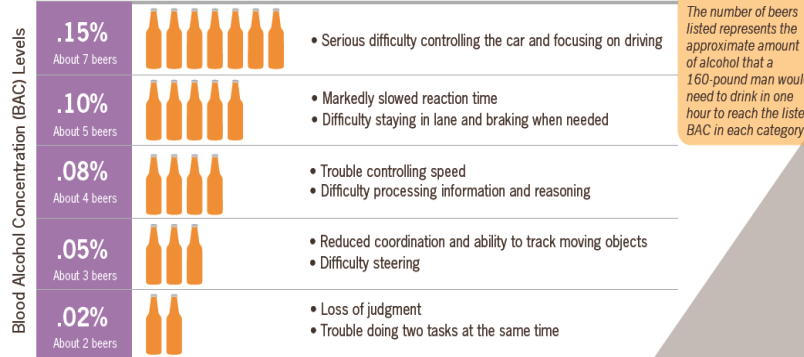 Blood Alcohol Concentration (BAC) Levels
.15%
About 7 beers
• Serious difficulty controlling the car and focusing on driving
.10%
About 5 beers
• Markedly slowed reaction time
• Difficulty staying in lane and braking when needed
.08%
About 4 beers
• Trouble controlling speed
• Difficulty processing information and reasoning
.05%
About 3 beers
• Reduced coordination and ability to track moving objects
• Difficulty steering
.02%
About 2 beers
• Loss of judgment
• Trouble doing two tasks at the same time
The number of beers
listed represents the
approximate amount
of alcohol that a
160-pound man woul
need to drink in one
hour to reach the liste
BAC in each category